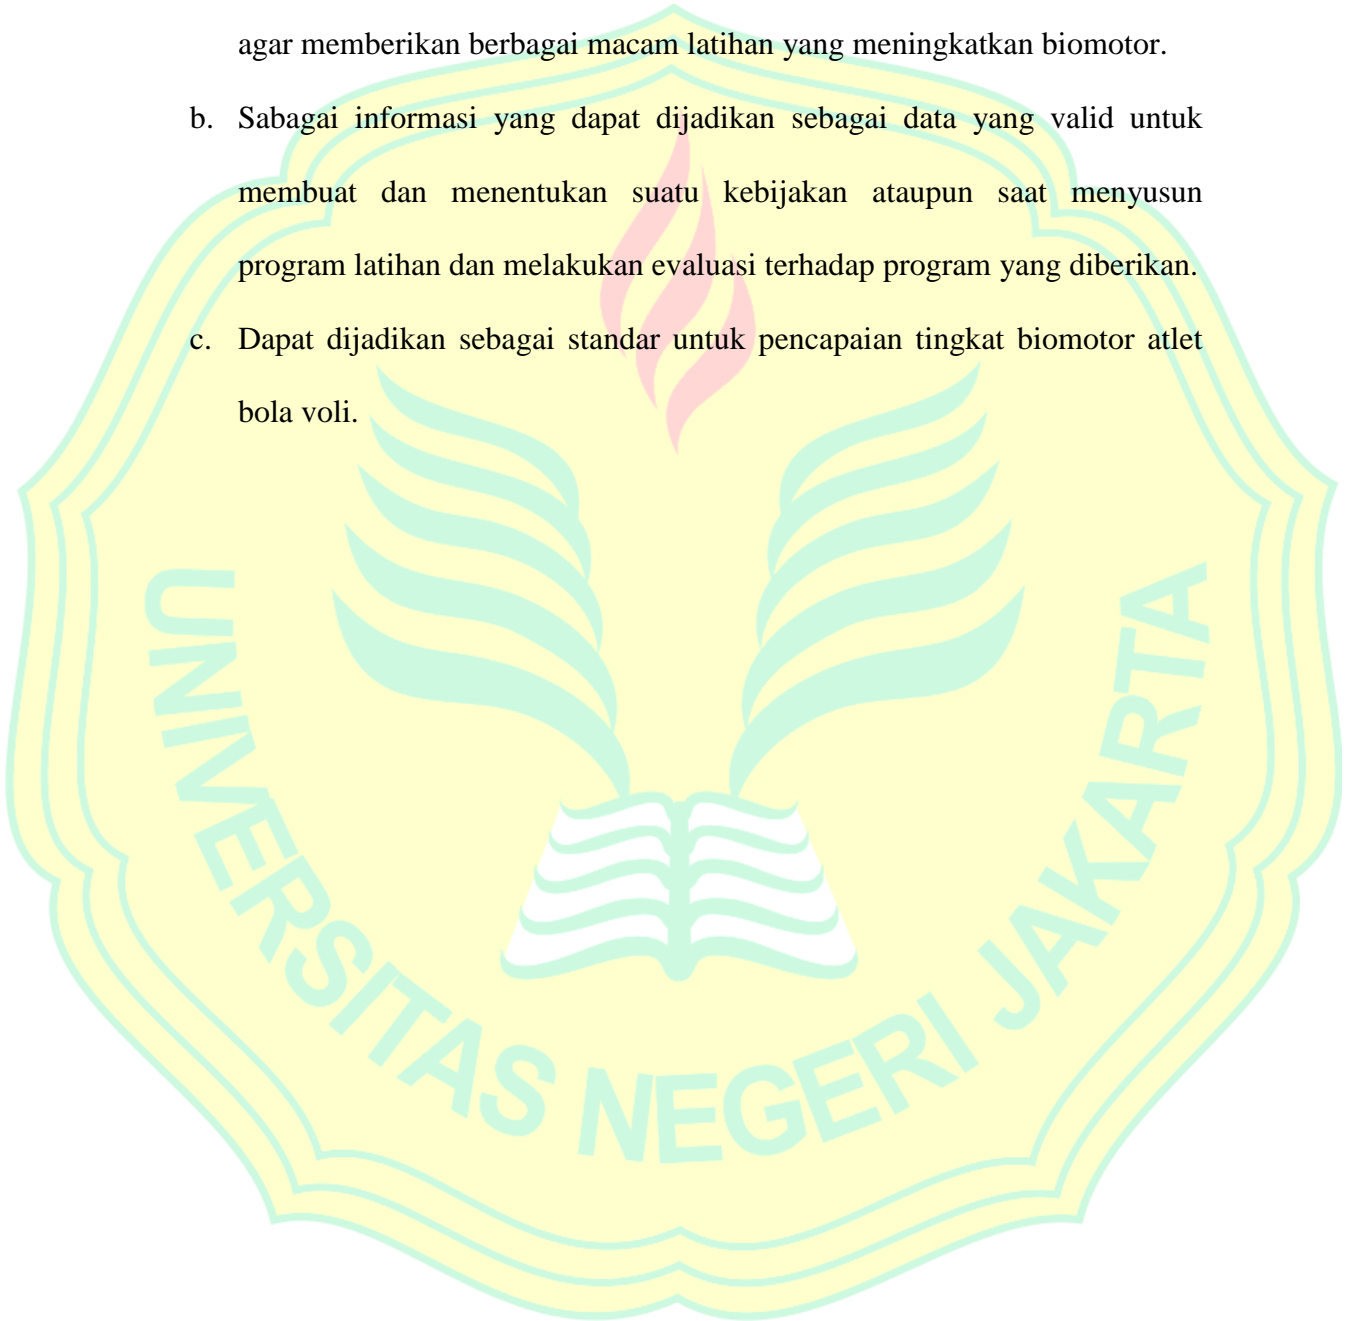 agar memberikan berbagai macam latihan yang meningkatkan biomotor.
b. Sabagai informasi yang dapat dijadikan sebagai data yang valid untuk
membuat dan menentukan suatu kebijakan ataupun saat menyusun
program latihan dan melakukan evaluasi terhadap program yang diberikan.
c. Dapat dijadikan sebagai standar untuk pencapaian tingkat biomotor atlet
bola voli.
UNIVERSITAS NEGERI JAKARTA